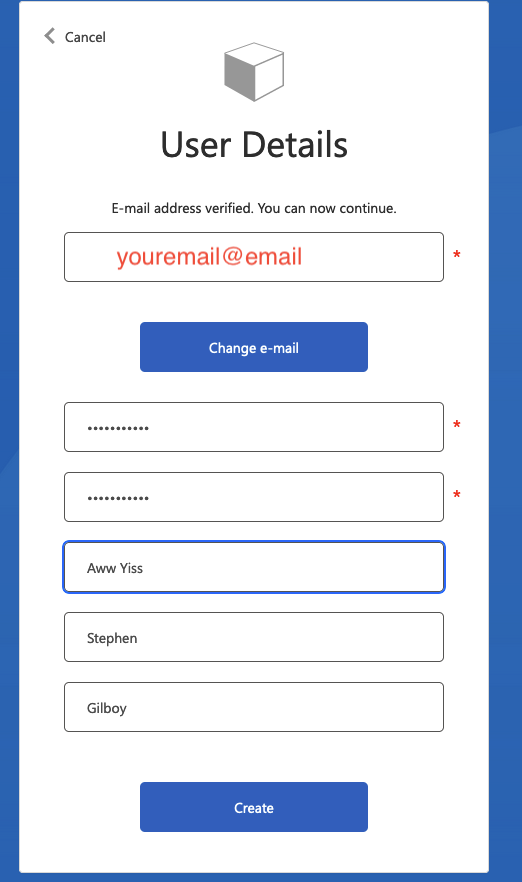 Cancel
User Details
E-mail address verified. You can now continue.
youremail@email *
Change e-mail
••••••••••• *
••••••••••• *
Aww Yiss
Stephen
Gilboy
Create